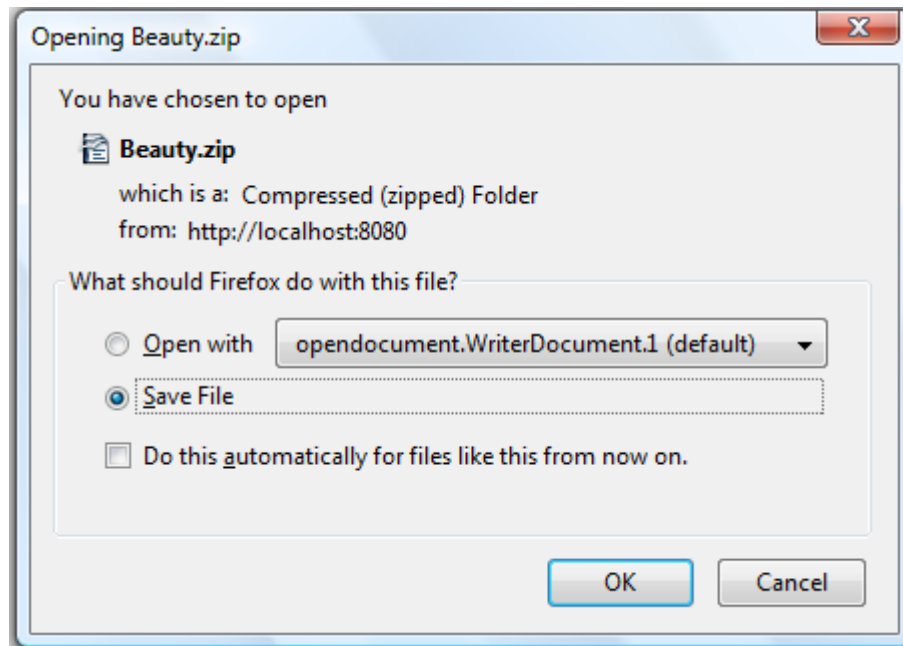 Opening Beauty.zip
You have chosen to open
Beauty.zip
which is a: Compressed (zipped) Folder
from: http://localhost:8080
What should Firefox do with this file?
Open with opendocument.WriterDocument.1 (default)
Save File
Do this automatically for files like this from now on.
OK Cancel